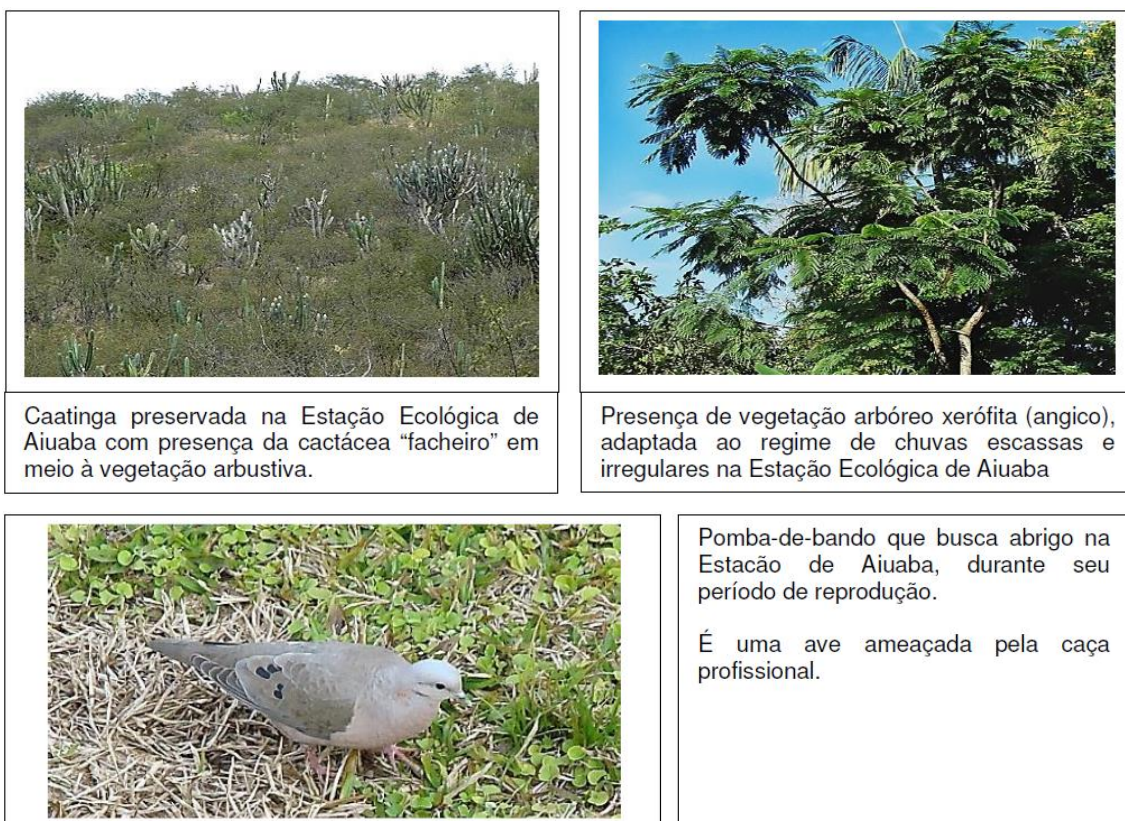 Caatinga preservada na Estação Ecológica de
Aiuaba com presença da cactácea “facheiro” em
meio à vegetação arbustiva.
Presença de vegetação arbóreo xerófita (angico),
adaptada ao regime de chuvas escassas e
irregulares na Estação Ecológica de Aiuaba
Pomba-de-bando que busca abrigo na
Estacão de Aiuaba, durante seu
período de reprodução.
É uma ave ameaçada pela caça
profissional.